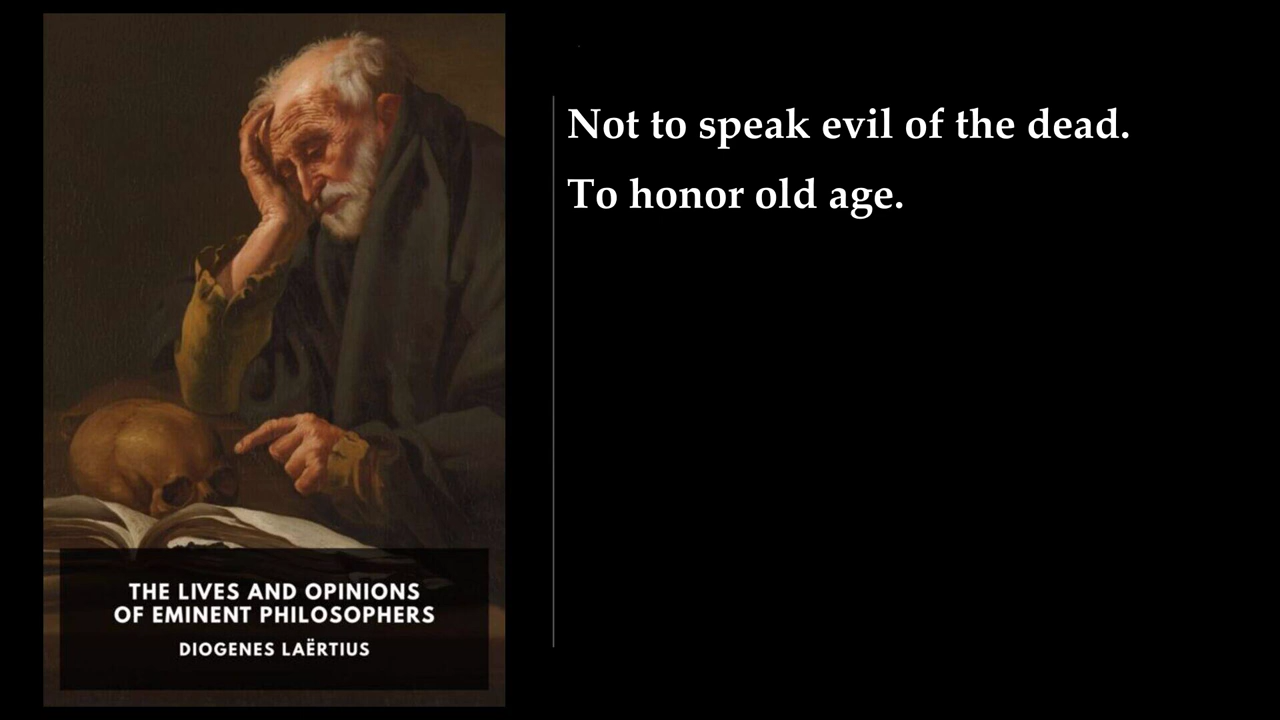 Not to speak evil of the dead.
To honor old age.
THE LIVES AND OPINIONS
OF EMINENT PHILOSOPHERS
DIOGENES LAËRTIUS